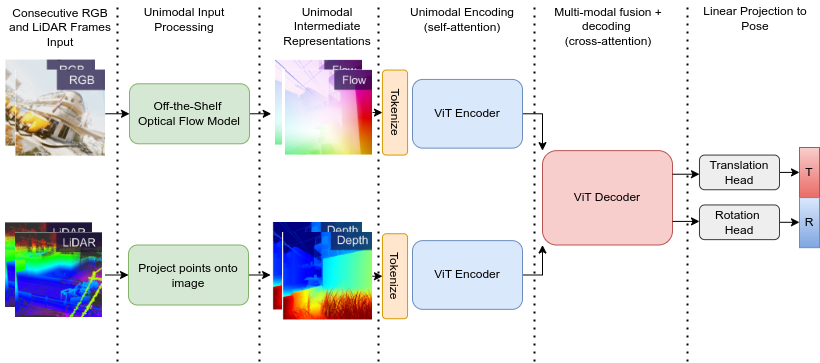 Consecutive RGB
and LiDAR Frames
Input
Unimodal Input
Processing
Unimodal
Intermediate
Representations
Unimodal Encoding
(self-attention)
Multi-modal fusion +
decoding
(cross-attention)
Linear Projection to
Pose
RGB
RGB
Off-the-Shelf
Optical Flow Model
Flow
Flow
Tokenize
ViT Encoder
LiDAR
LiDAR
Project points onto
image
Depth
Depth
Tokenize
ViT Encoder
ViT Decoder
Translation
Head
T
Rotation
Head
R